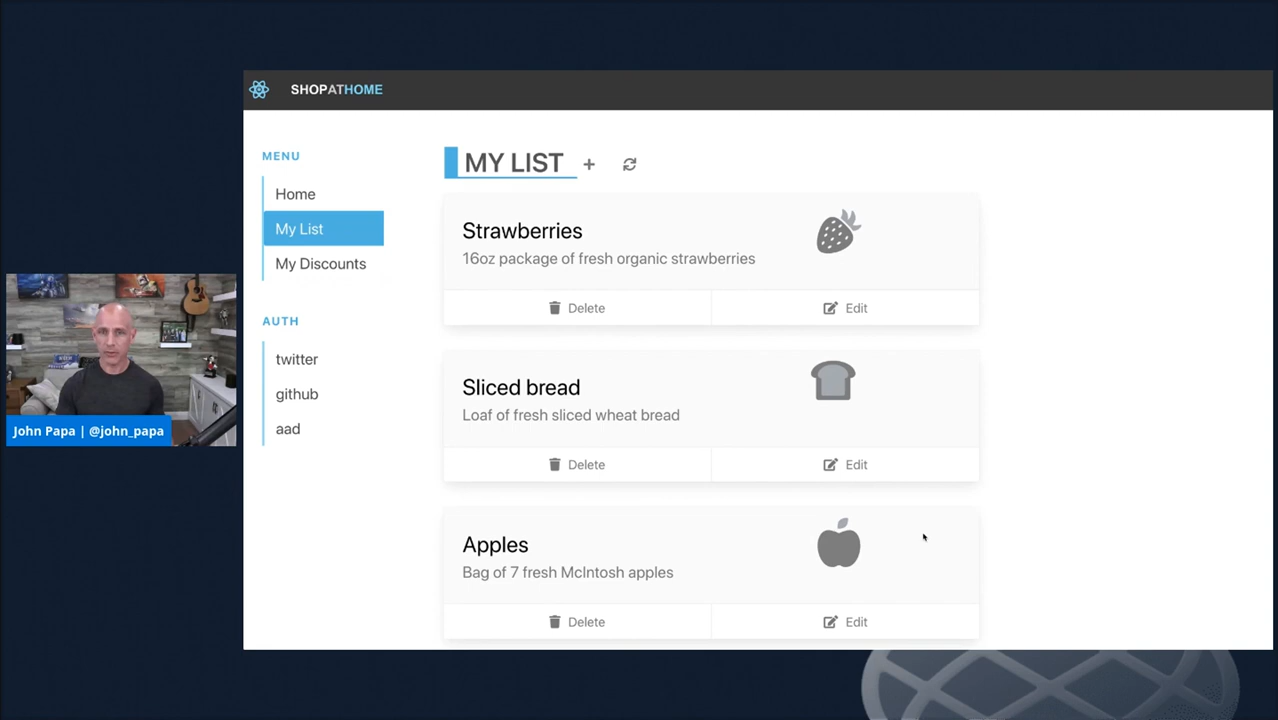 SHOPATHOME
MENU
Home
My List
My Discounts
AUTH
twitter
github
aad
MY LIST +
Strawberries
16oz package of fresh organic strawberries
Delete Edit
Sliced bread
Loaf of fresh sliced wheat bread
Delete Edit
Apples
Bag of 7 fresh McIntosh apples
Delete Edit
John Papa | @john_papa